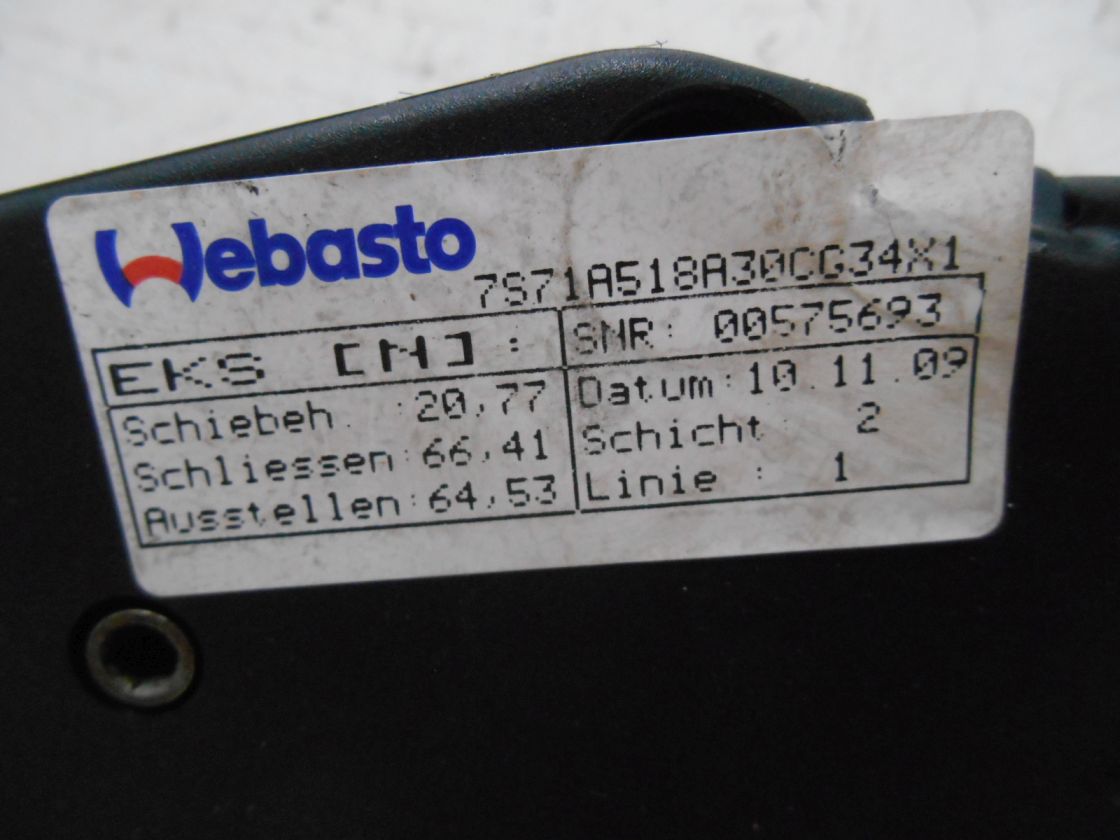 Webasto
7S71A518A30CG34X1
EKS [N] :
SNR: 00575693
Schiebeh. :20,77
Datum:10.11.09
Schliessen:66,41
Schicht: 2
Ausstellen:64,53
Linie : 1